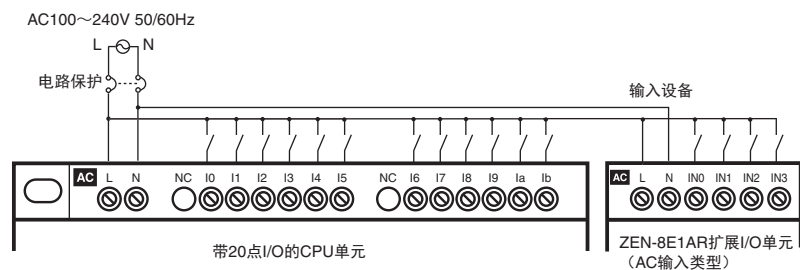 AC100～240V 50/60Hz
L N
电路保护
输入设备
AC L N NC I0 I1 I2 I3 I4 I5 NC I6 I7 I8 I9 Ia Ib
AC L N IN0 IN1 IN2 IN3
带20点I/O的CPU单元
ZEN-8E1AR扩展I/O单元
（AC输入类型）